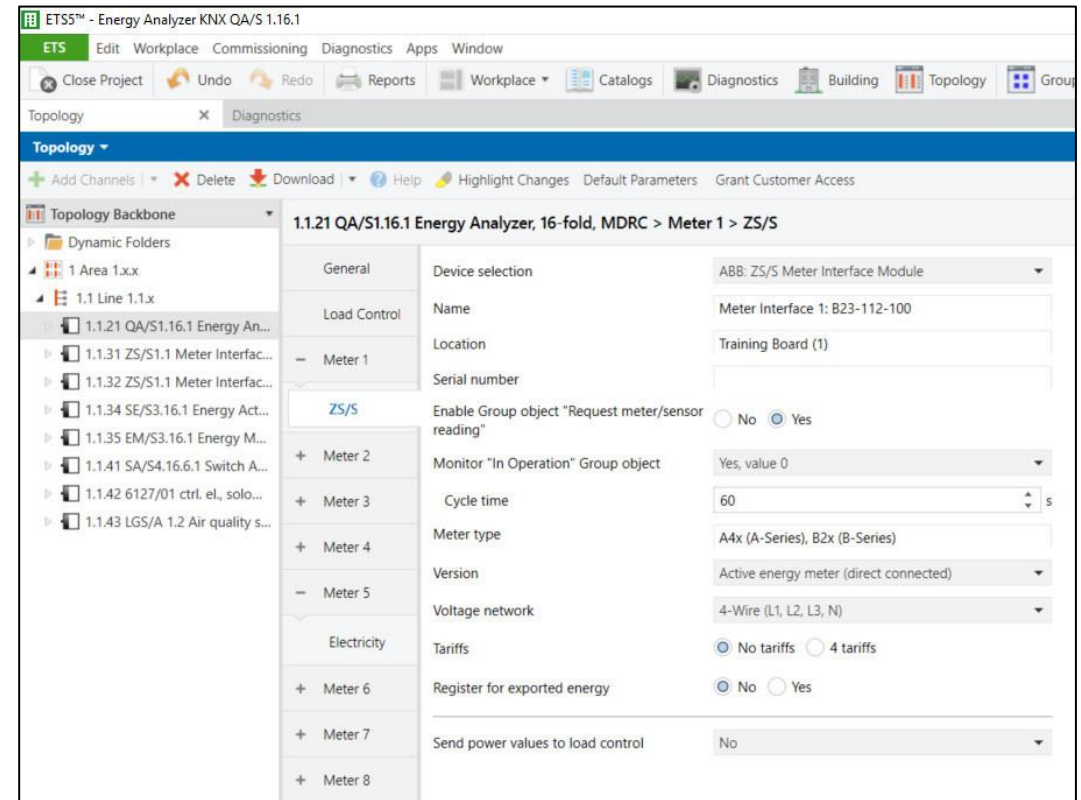 ETS5™ - Energy Analyzer KNX QA/S 1.16.1
ETS Edit Workplace Commissioning Diagnostics Apps Window
Close Project Undo Redo Reports Workplace Catalogs Diagnostics Building Topology Group
Topology Diagnostics
Topology
Add Channels Delete Download Help Highlight Changes Default Parameters Grant Customer Access
Topology Backbone
Dynamic Folders
1 Area 1.x.x
1.1 Line 1.1.x
1.1.21 QA/S1.16.1 Energy An...
1.1.31 ZS/S1.1 Meter Interfac...
1.1.32 ZS/S1.1 Meter Interfac...
1.1.34 SE/S3.16.1 Energy Act...
1.1.35 EM/S3.16.1 Energy M...
1.1.41 SA/S4.16.6.1 Switch A...
1.1.42 6127/01 ctrl. el., solo...
1.1.43 LGS/A 1.2 Air quality s...
1.1.21 QA/S1.16.1 Energy Analyzer, 16-fold, MDRC > Meter 1 > ZS/S
General
Load Control
Meter 1
ZS/S
Meter 2
Meter 3
Meter 4
Meter 5
Electricity
Meter 6
Meter 7
Meter 8
Device selection ABB: ZS/S Meter Interface Module
Name Meter Interface 1: B23-112-100
Location Training Board (1)
Serial number
Enable Group object "Request meter/sensor
reading" No Yes
Monitor "In Operation" Group object Yes, value 0
Cycle time 60 s
Meter type A4x (A-Series), B2x (B-Series)
Version Active energy meter (direct connected)
Voltage network 4-Wire (L1, L2, L3, N)
Tariffs No tariffs 4 tariffs
Register for exported energy No Yes
Send power values to load control No